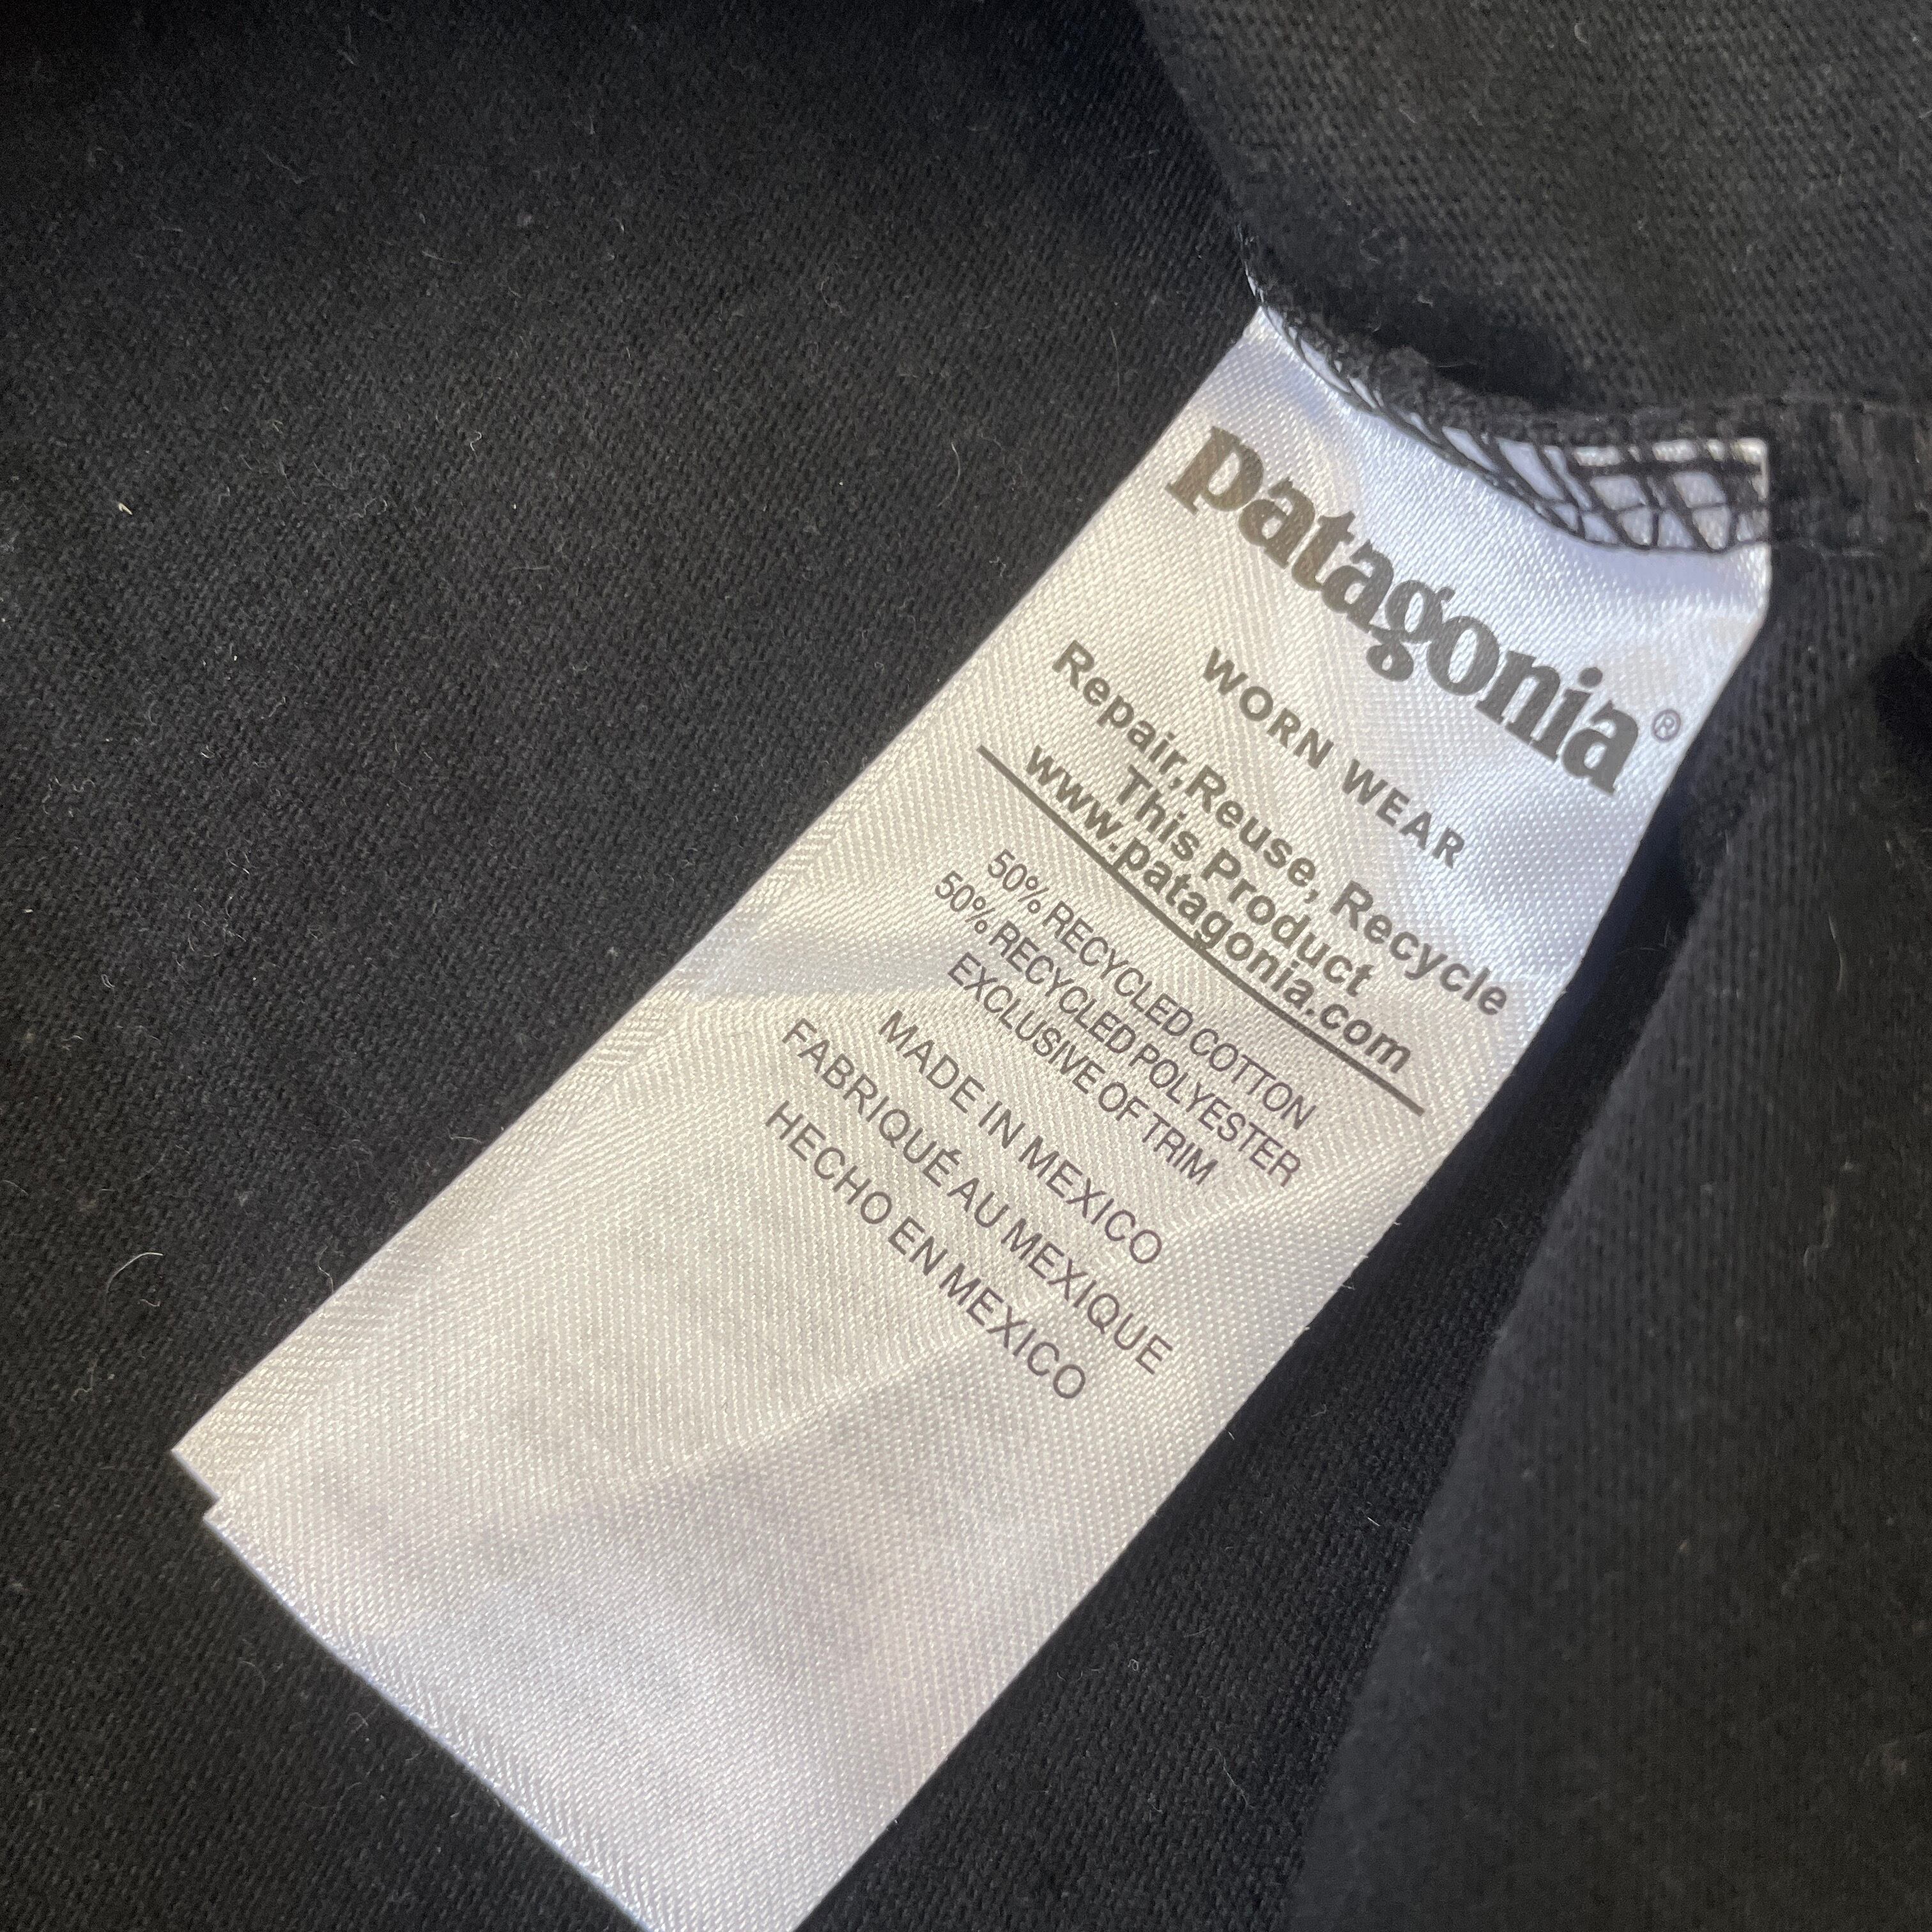 patagonia®
WORN WEAR
Repair,Reuse, Recycle
This Product
www.patagonia.com
50% RECYCLED COTTON
50% RECYCLED POLYESTER
EXCLUSIVE OF TRIM
MADE IN MEXICO
FABRIQUÉ AU MEXIQUE
HECHO EN MEXICO